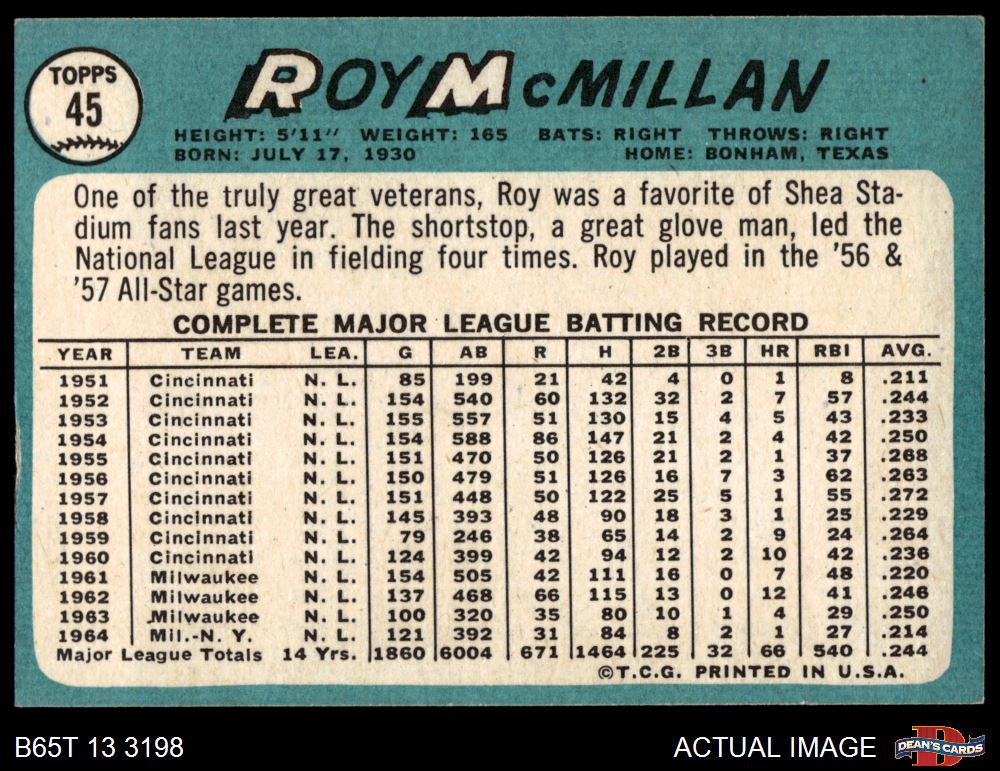 TOPPS
45
ROY McMILLAN
HEIGHT: 5'11" WEIGHT: 165 BATS: RIGHT THROWS: RIGHT
BORN: JULY 17, 1930 HOME: BONHAM, TEXAS
One of the truly great veterans, Roy was a favorite of Shea Sta-
dium fans last year. The shortstop, a great glove man, led the
National League in fielding four times. Roy played in the '56 &
'57 All-Star games.
COMPLETE MAJOR LEAGUE BATTING RECORD
YEAR TEAM LEA. G AB R H 2B 3B HR RBI AVG.
1951 Cincinnati N. L. 85 199 21 42 4 0 1 8 .211
1952 Cincinnati N. L. 154 540 60 132 32 2 7 57 .244
1953 Cincinnati N. L. 155 557 51 130 15 4 5 43 .233
1954 Cincinnati N. L. 154 588 86 147 21 2 4 42 .250
1955 Cincinnati N. L. 151 470 50 126 21 2 1 37 .268
1956 Cincinnati N. L. 150 479 51 126 16 7 3 62 .263
1957 Cincinnati N. L. 151 448 50 122 25 5 1 55 .272
1958 Cincinnati N. L. 145 393 48 90 18 3 1 25 .229
1959 Cincinnati N. L. 79 246 38 65 14 2 9 24 .264
1960 Cincinnati N. L. 124 399 42 94 12 2 10 42 .236
1961 Milwaukee N. L. 154 505 42 111 16 0 7 48 .220
1962 Milwaukee N. L. 137 468 66 115 13 0 12 41 .246
1963 Milwaukee N. L. 100 320 35 80 10 1 4 29 .250
1964 Mil.-N. Y. N. L. 121 392 31 84 8 2 1 27 .214
Major League Totals 14 Yrs. 1860 6004 671 1464 225 32 66 540 .244
©T.C.G. PRINTED IN U.S.A.
B65T 13 3198 ACTUAL IMAGE DEAN'S CARDS